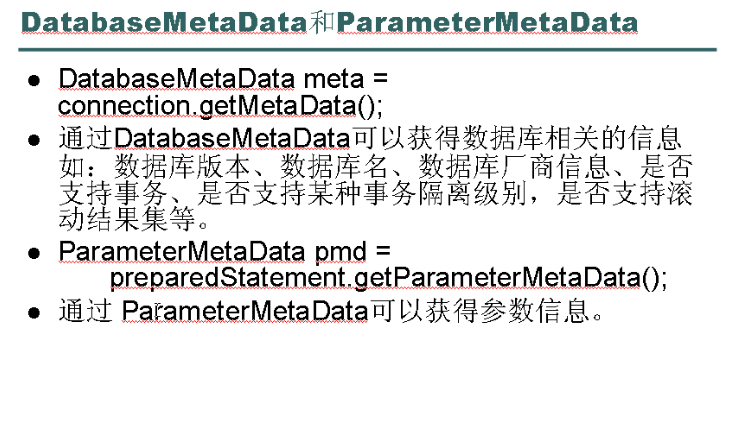 DatabaseMetaData和ParameterMetaData
● DatabaseMetaData meta =
connection.getMetaData();
● 通过DatabaseMetaData可以获得数据库相关的信息
如：数据库版本、数据库名、数据库厂商信息、是否
支持事务、是否支持某种事务隔离级别，是否支持滚
动结果集等。
● ParameterMetaData pmd =
preparedStatement.getParameterMetaData();
● 通过 ParameterMetaData可以获得参数信息。